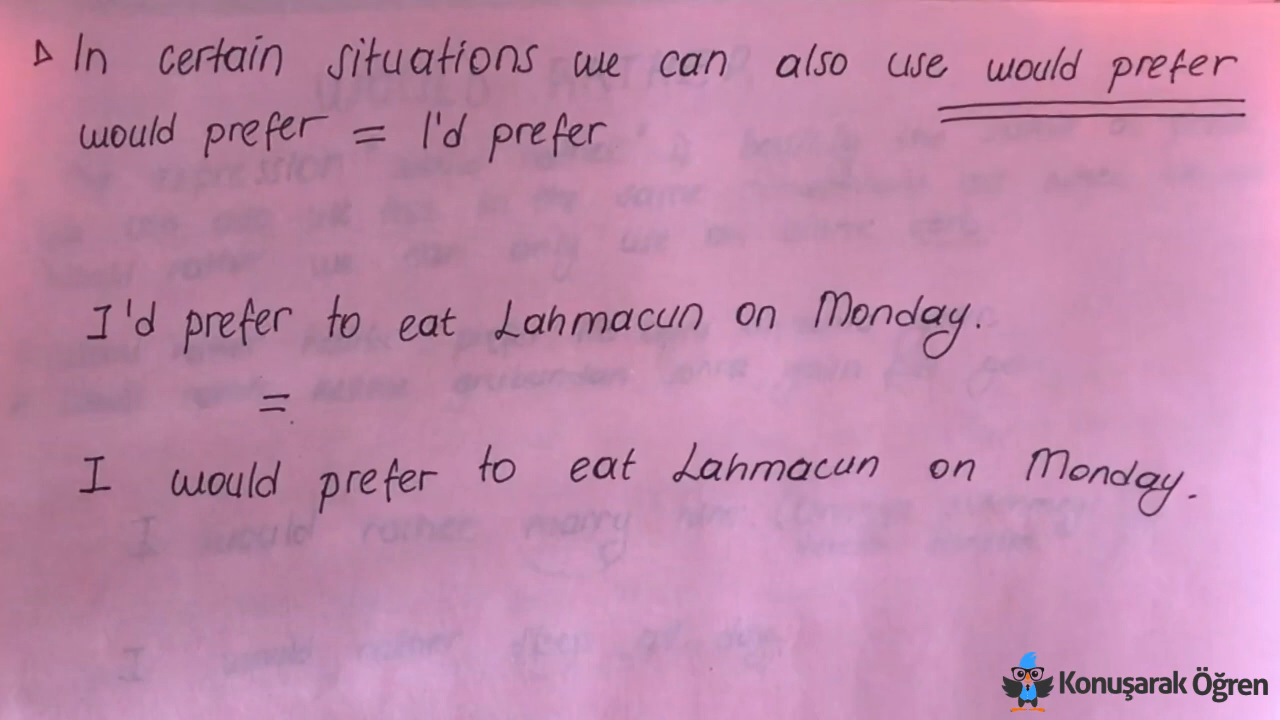 ▷ In certain situations we can also use would prefer
would prefer = I'd prefer
I'd prefer to eat Lahmacun on Monday.
=
I would prefer to eat Lahmacun on Monday.
Konuşarak Öğren